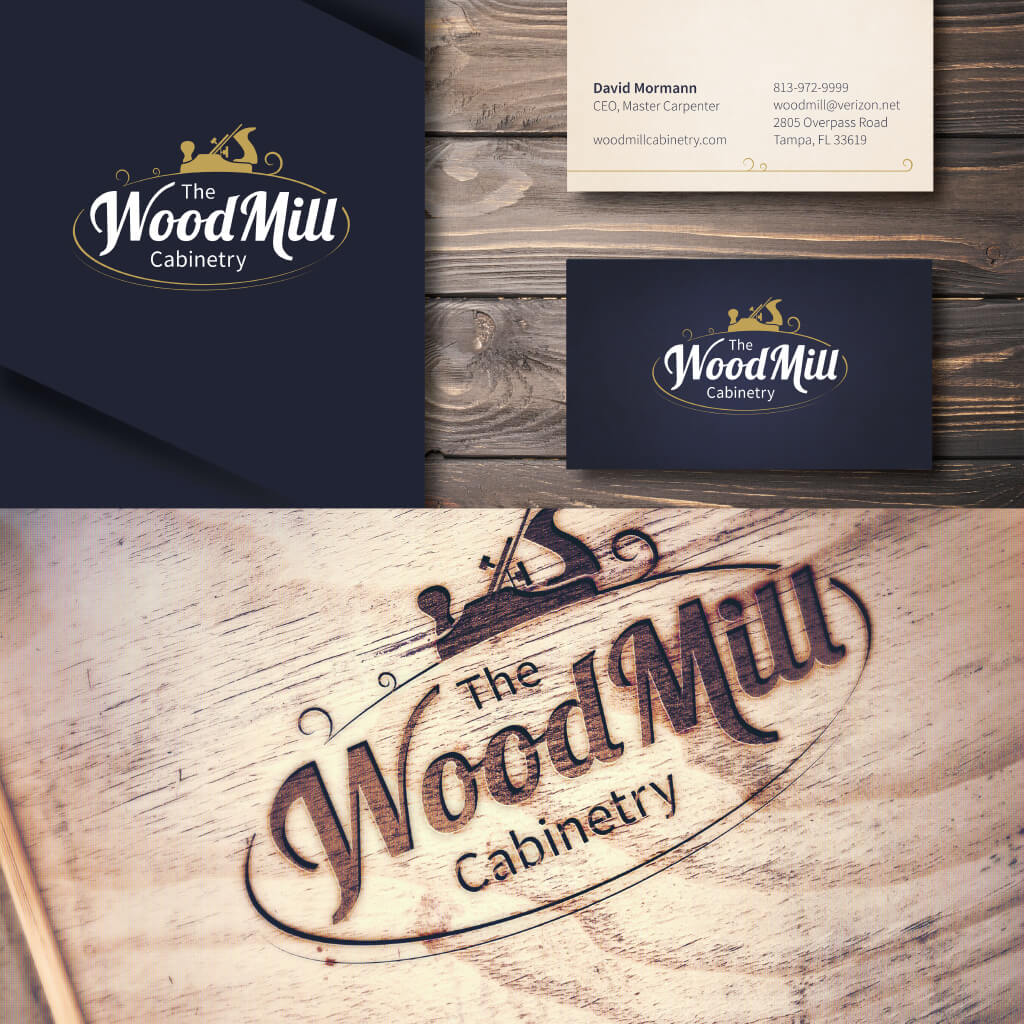 The
WoodMill
Cabinetry
David Mormann
CEO, Master Carpenter
woodmillcabinetry.com
813-972-9999
woodmill@verizon.net
2805 Overpass Road
Tampa, FL 33619
The
WoodMill
Cabinetry
The
WoodMill
Cabinetry